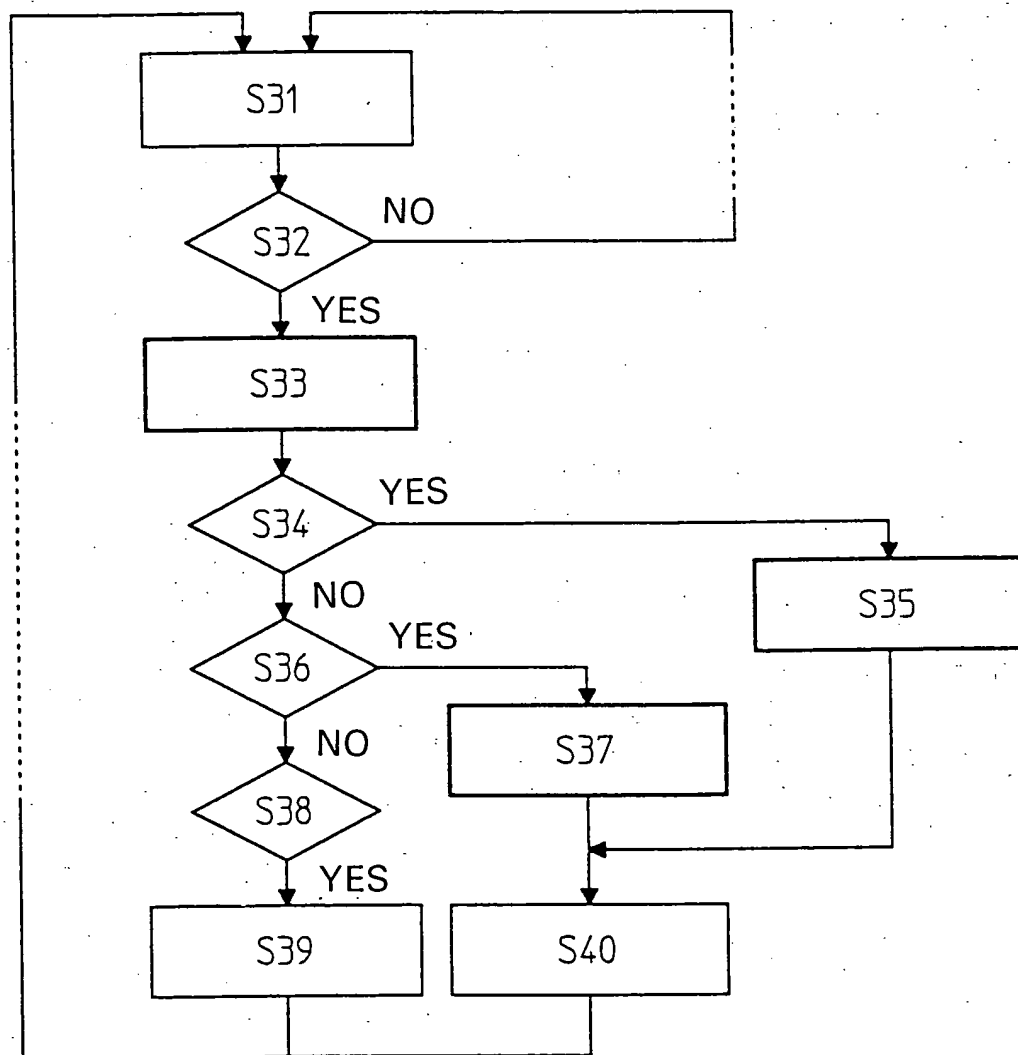 S31
S32
NO
YES
S33
S34
YES
NO
S35
S36
YES
NO
S37
S38
YES
S39
S40